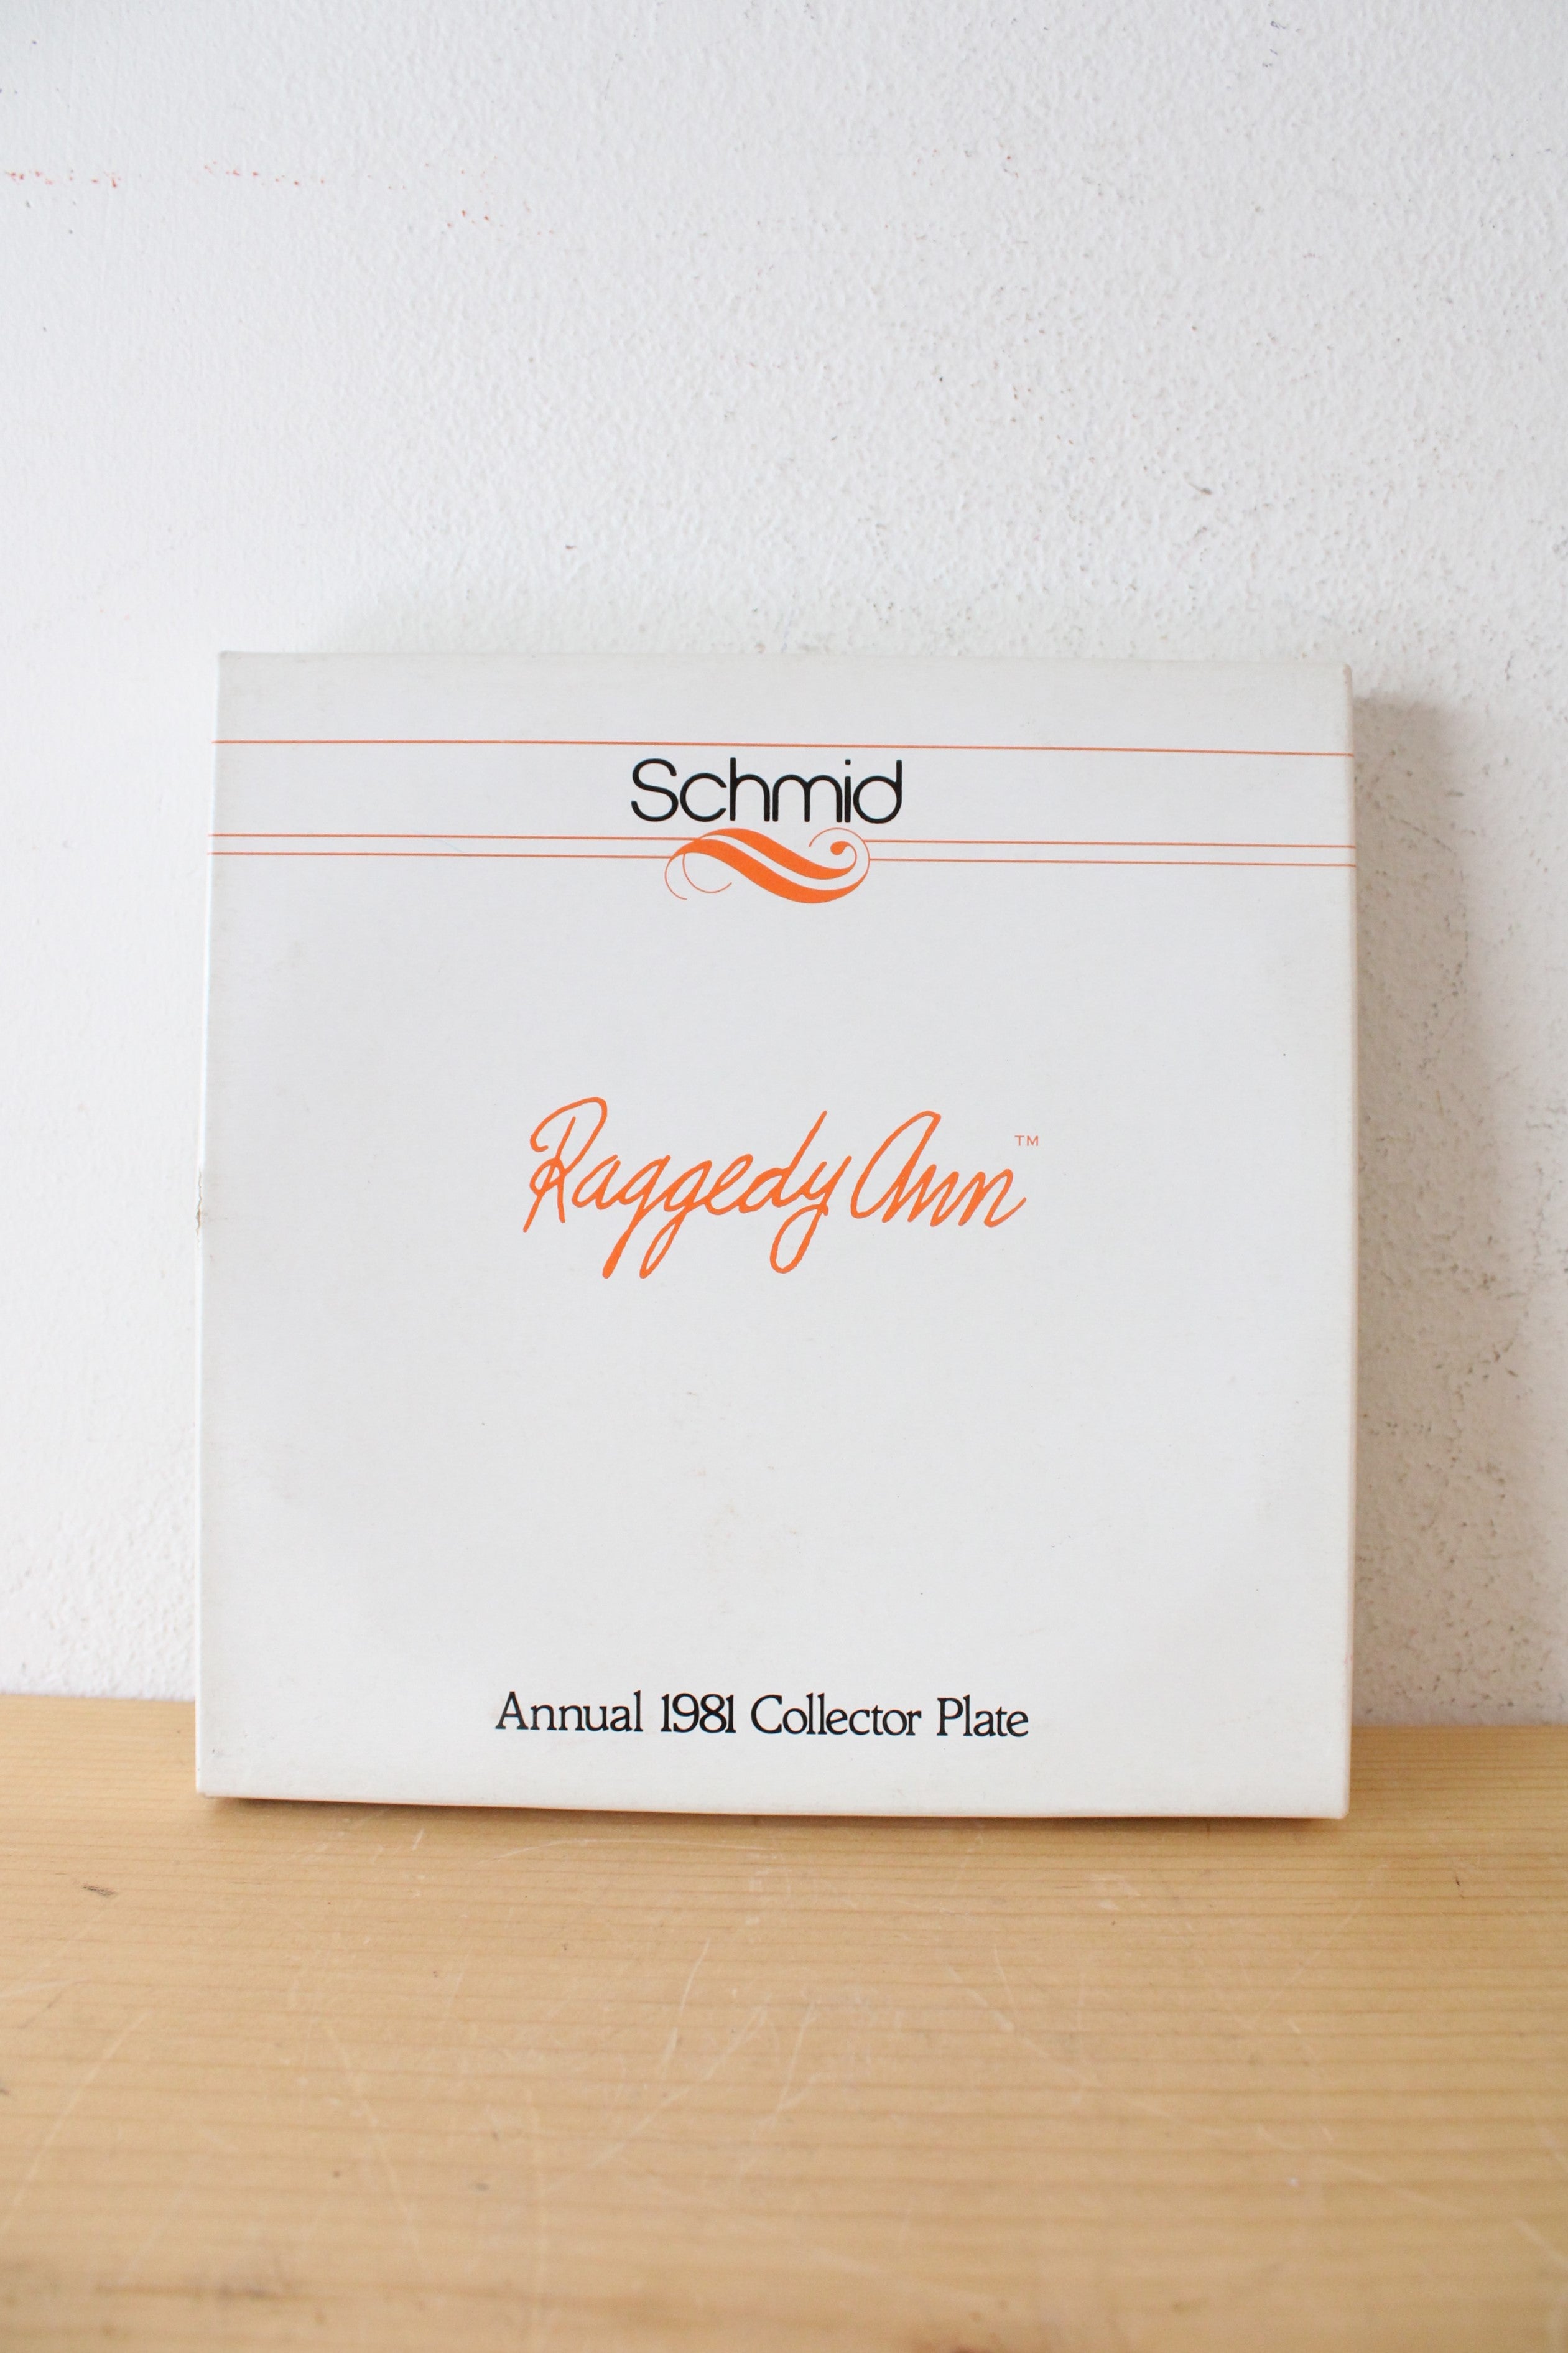 Schmid
Raggedy Ann™
Annual 1981 Collector Plate